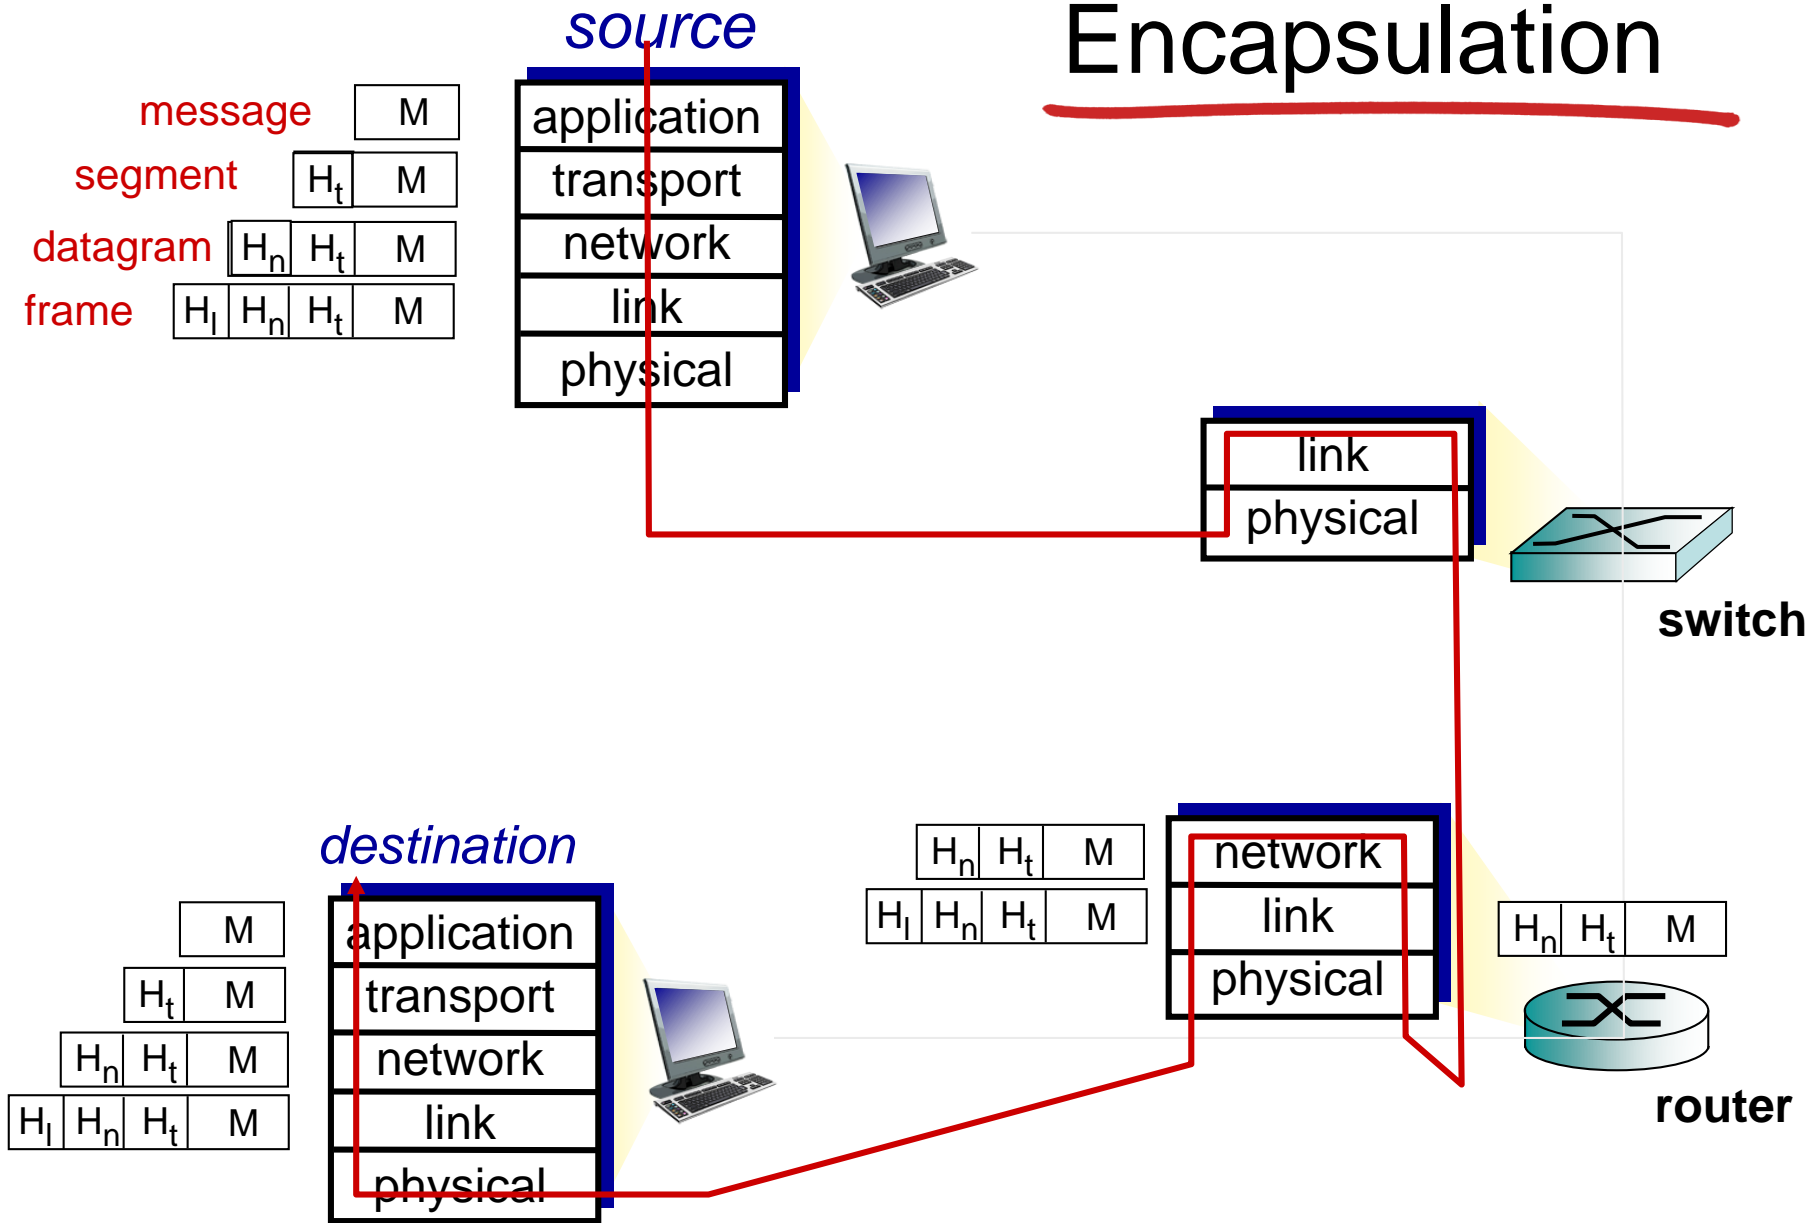 source
Encapsulation
message M
segment Ht M
datagram Hn Ht M
frame Hl Hn Ht M
application
transport
network
link
physical
link
physical
switch
destination
M
Ht M
Hn Ht M
Hl Hn Ht M
application
transport
network
link
physical
Hn Ht M
Hl Hn Ht M
network
link
physical
Hn Ht M
router